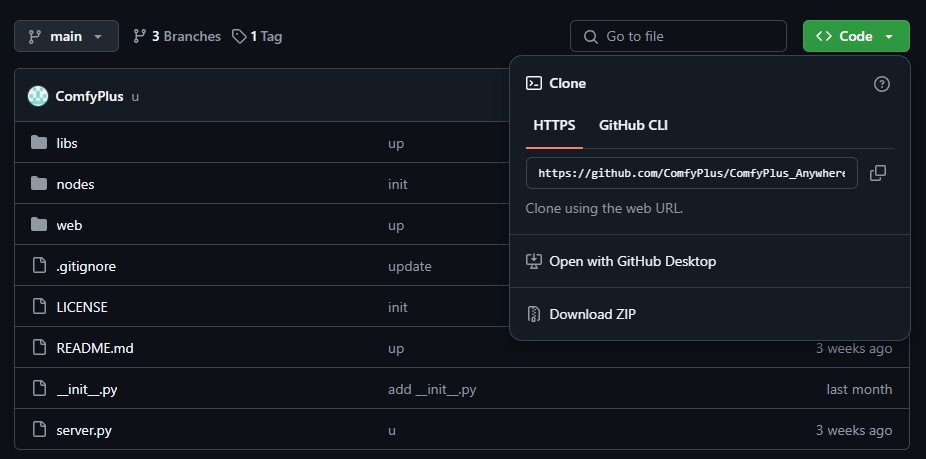 main
3 Branches
1 Tag
Go to file
Code
ComfyPlus u
Clone
HTTPS GitHub CLI
https://github.com/ComfyPlus/ComfyPlus_Anywhere
Clone using the web URL.
Open with GitHub Desktop
Download ZIP
libs up
nodes init
web up
.gitignore update
LICENSE init
README.md up 3 weeks ago
__init__.py add __init__.py last month
server.py u 3 weeks ago